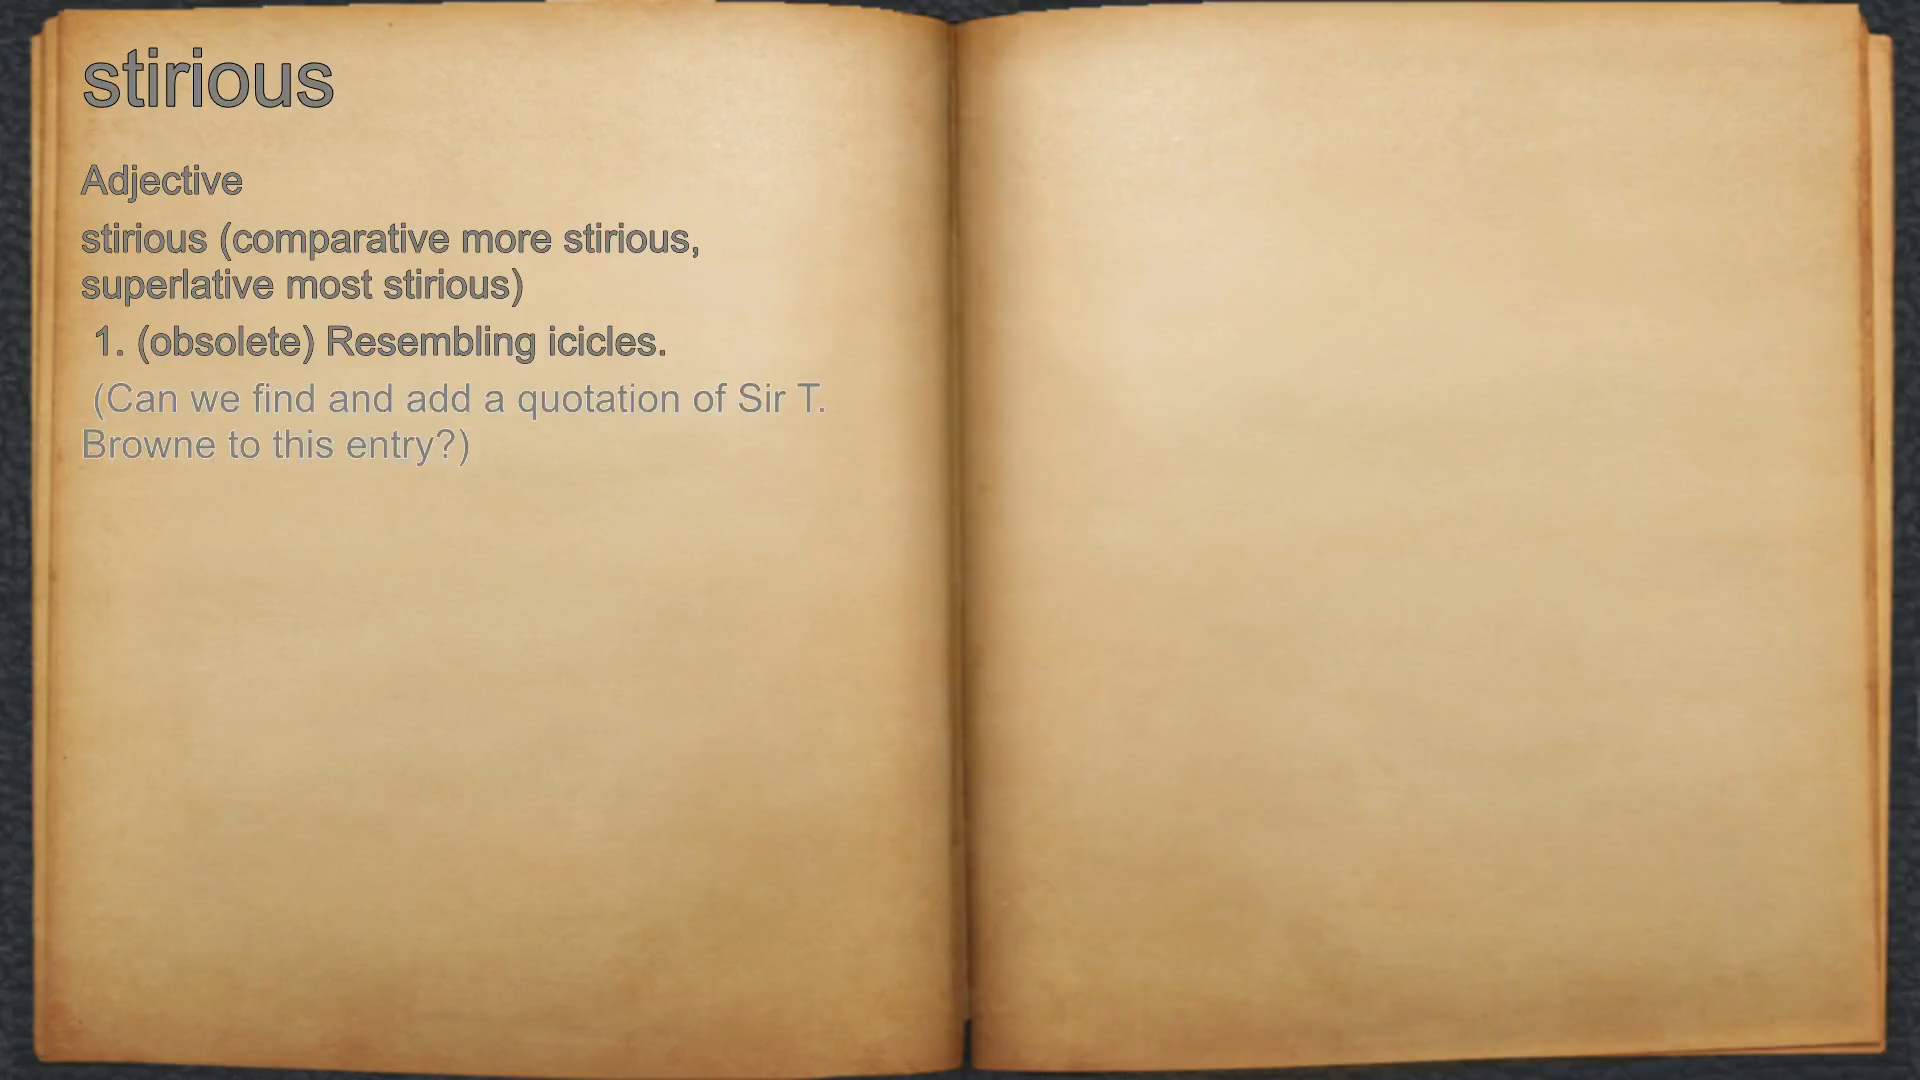 stirious
Adjective
stirious (comparative more stirious,
superlative most stirious)
1. (obsolete) Resembling icicles.
(Can we find and add a quotation of Sir T.
Browne to this entry?)